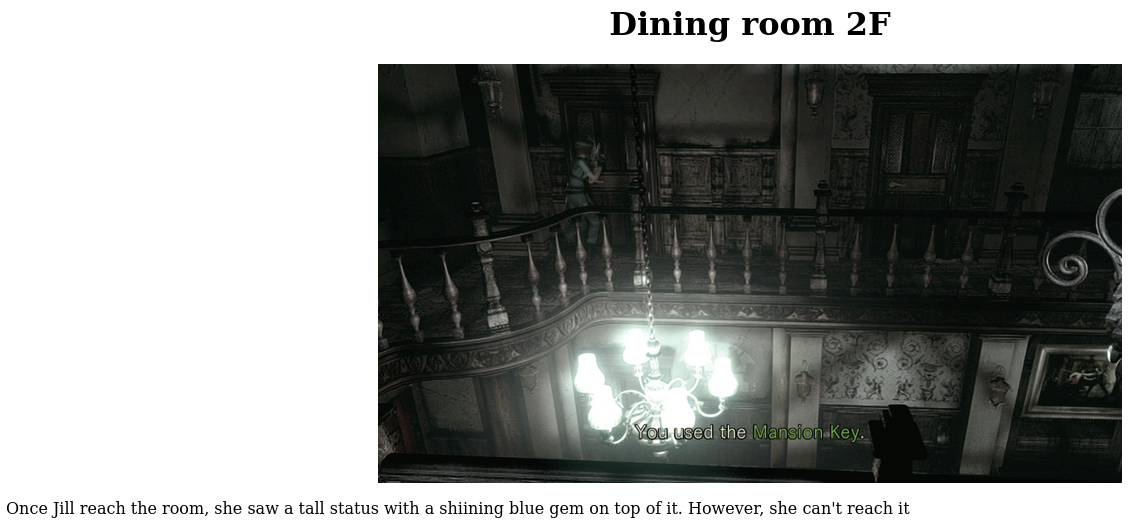 Dining room 2F
You used the Mansion Key.
Once Jill reach the room, she saw a tall status with a shiining blue gem on top of it. However, she can't reach it